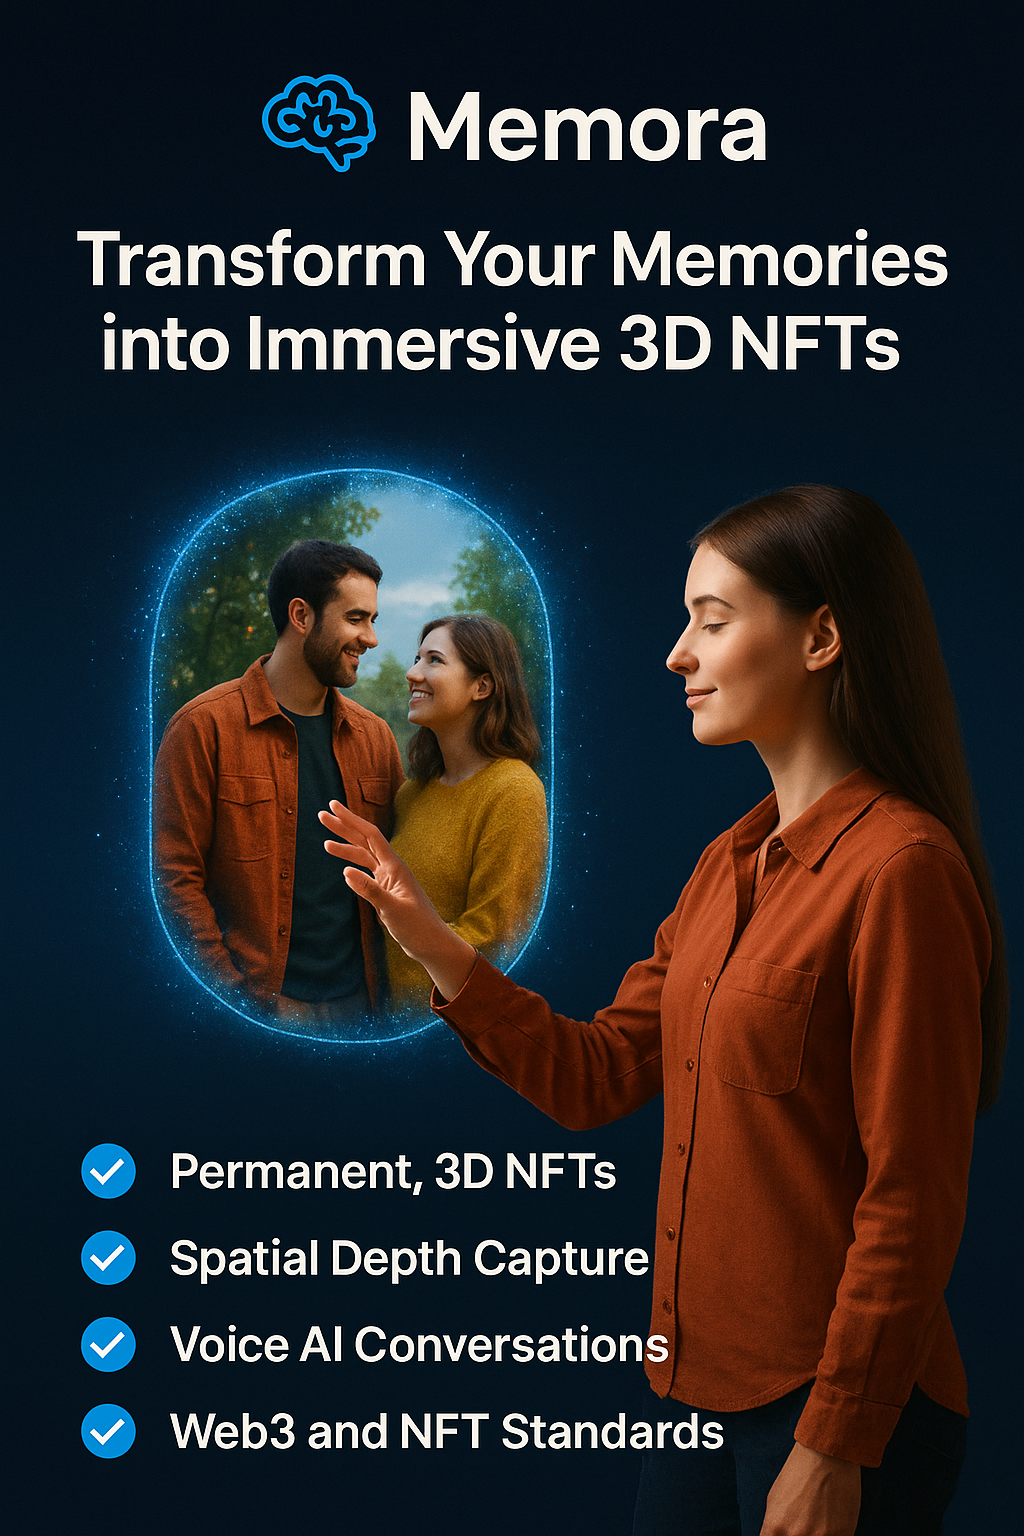 Memora
Transform Your Memories
into Immersive 3D NFTs
Permanent, 3D NFTs
Spatial Depth Capture
Voice AI Conversations
Web3 and NFT Standards